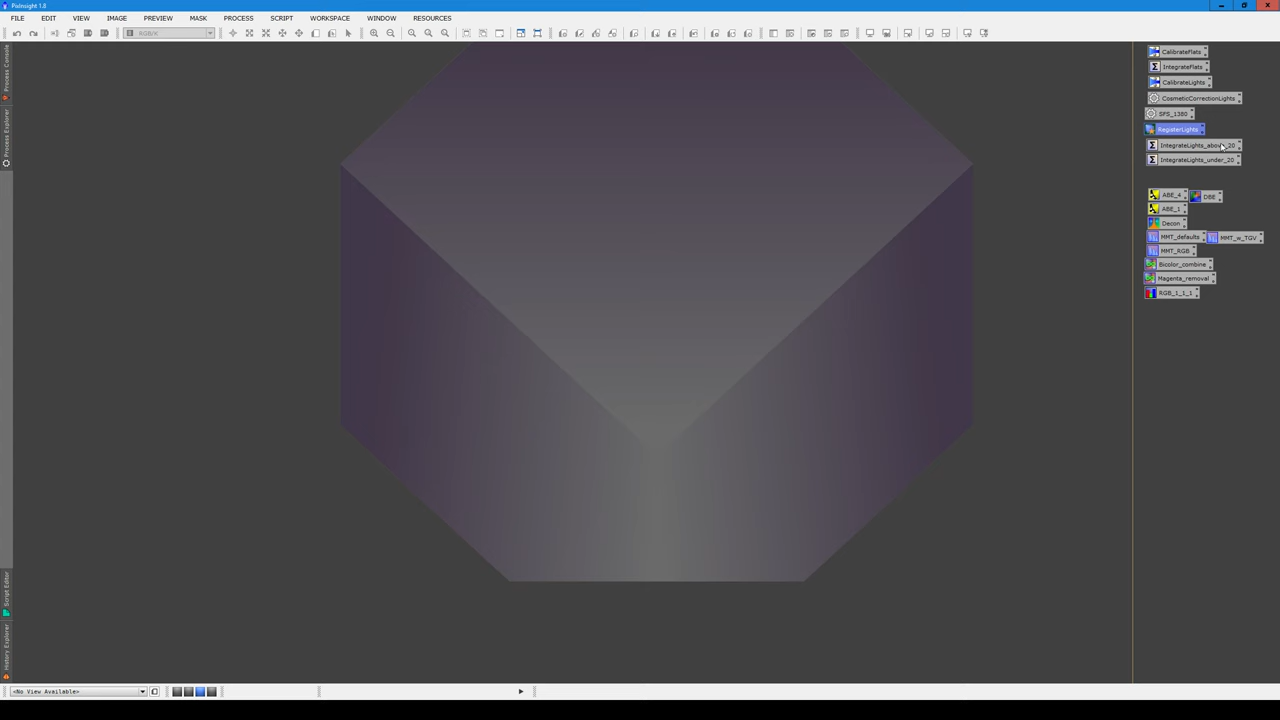 PixInsight 1.8
FILE EDIT VIEW IMAGE PREVIEW MASK PROCESS SCRIPT WORKSPACE WINDOW RESOURCES
RGB/K
Process Console
Process Explorer
Script Editor
History Explorer
CalibrateFlats
IntegrateFlats
CalibrateLights
CosmeticCorrectionLights
SFS_1380
RegisterLights
IntegrateLights_above_20
IntegrateLights_under_20
ABE_4 DBE
ABE_1
Decon
MMT_defaults MMT_w_TGV
MMT_RGB
Bicolor_combine
Magenta_removal
RGB_1_1_1
<No View Available>